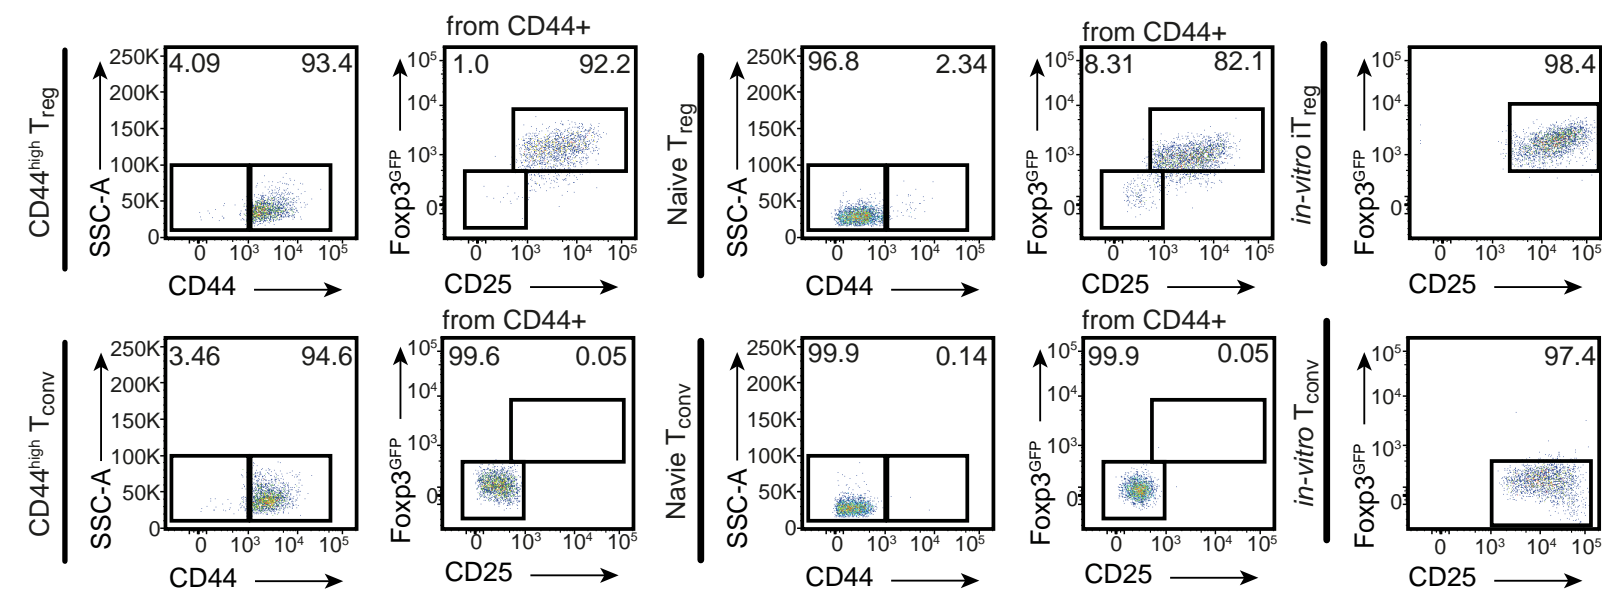 CD44high Treg
250K
200K
150K
100K
50K
0
SSC-A
4.09 93.4
0 10³ 10⁴ 10⁵
CD44
from CD44+
10⁵
10⁴
10³
0
Foxp3GFP
1.0 92.2
0 10³ 10⁴ 10⁵
CD25
Naive Treg
250K
200K
150K
100K
50K
0
SSC-A
96.8 2.34
0 10³ 10⁴ 10⁵
CD44
from CD44+
10⁵
10⁴
10³
0
Foxp3GFP
8.31 82.1
0 10³ 10⁴ 10⁵
CD25
in-vitro iTreg
10⁵
10⁴
10³
0
Foxp3GFP
98.4
0 10³ 10⁴ 10⁵
CD25
CD44high Tconv
250K
200K
150K
100K
50K
0
SSC-A
3.46 94.6
0 10³ 10⁴ 10⁵
CD44
from CD44+
10⁵
10⁴
10³
0
Foxp3GFP
99.6 0.05
0 10³ 10⁴ 10⁵
CD25
Navie Tconv
250K
200K
150K
100K
50K
0
SSC-A
99.9 0.14
0 10³ 10⁴ 10⁵
CD44
from CD44+
10⁵
10⁴
10³
0
Foxp3GFP
99.9 0.05
0 10³ 10⁴ 10⁵
CD25
in-vitro Tconv
10⁵
10⁴
10³
0
Foxp3GFP
97.4
0 10³ 10⁴ 10⁵
CD25